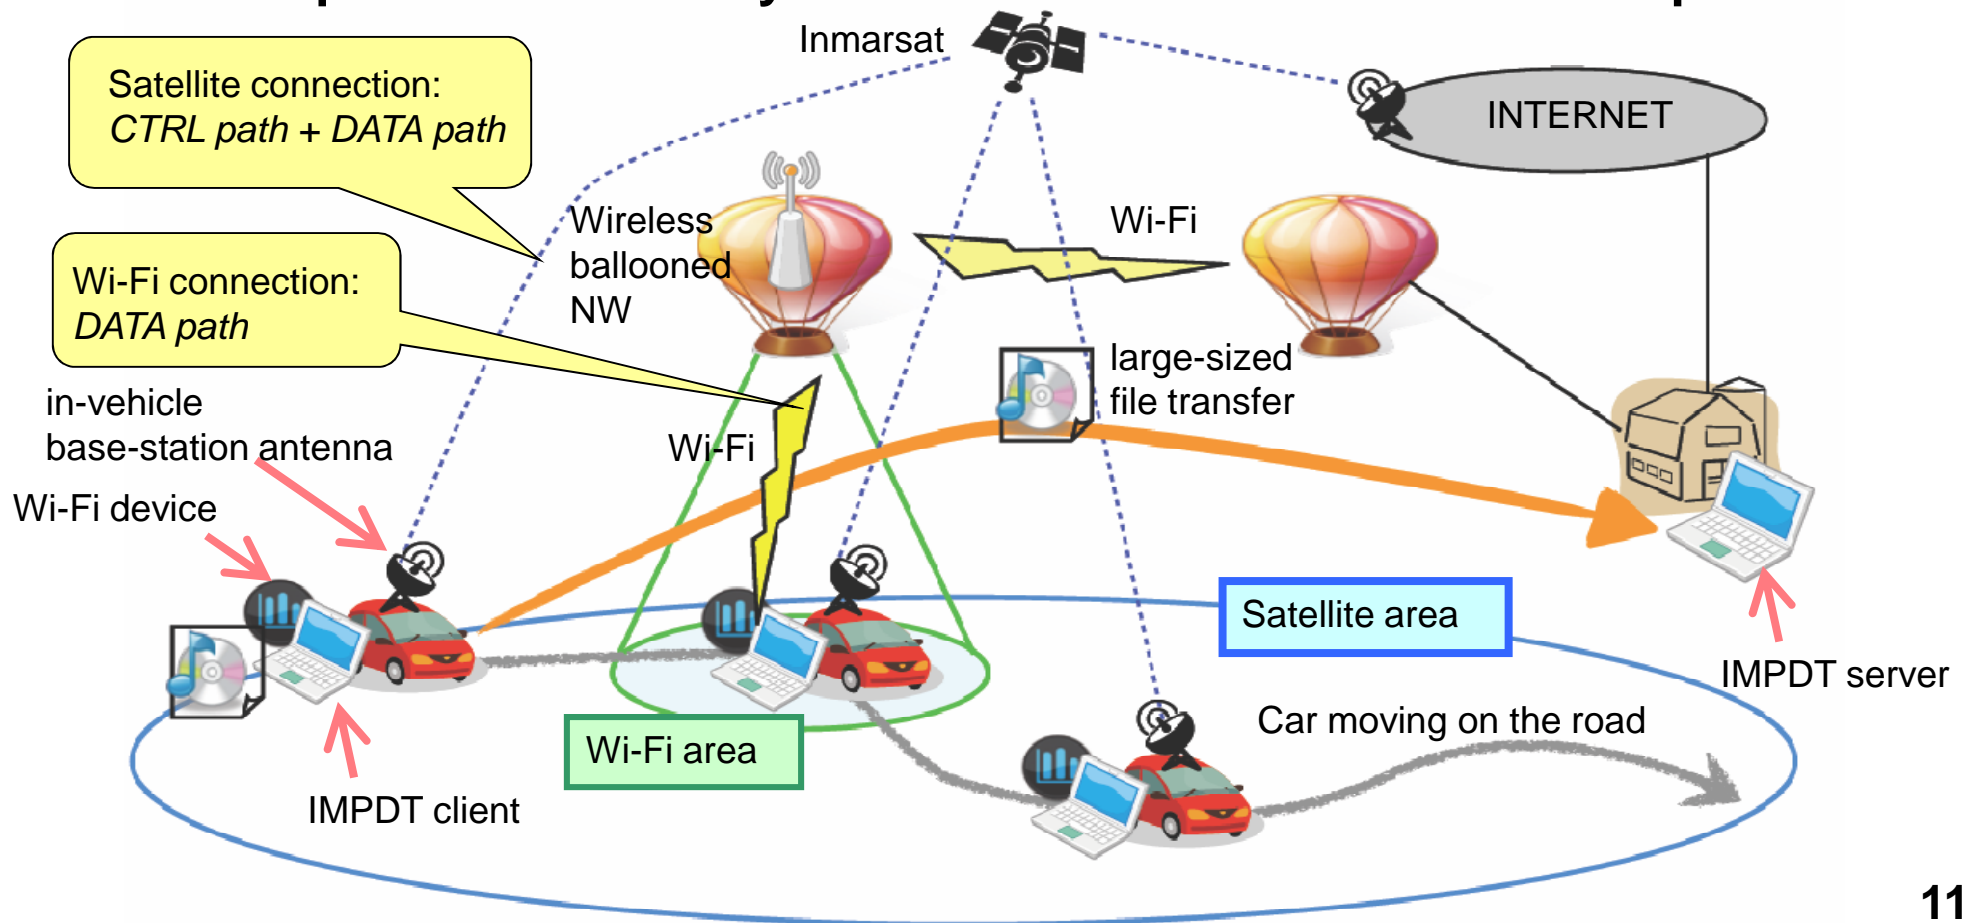 Inmarsat
Satellite connection:
CTRL path + DATA path
INTERNET
Wireless
ballooned
NW
Wi-Fi
Wi-Fi connection:
DATA path
large-sized
file transfer
in-vehicle
base-station antenna
Wi-Fi
Wi-Fi device
Satellite area
IMPDT server
Car moving on the road
Wi-Fi area
IMPDT client
11